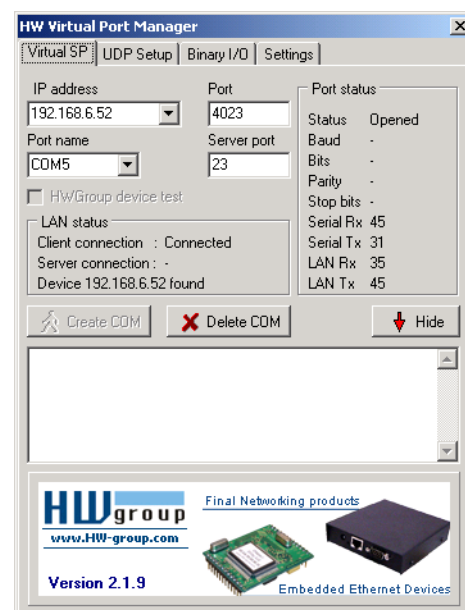 HW Virtual Port Manager
Virtual SP UDP Setup Binary I/O Settings
IP address Port
192.168.6.52 4023
Port name Server port
COM5 23
HWGroup device test
LAN status
Client connection : Connected
Server connection : -
Device 192.168.6.52 found
Port status
Status Opened
Baud -
Bits -
Parity -
Stop bits -
Serial Rx 45
Serial Tx 31
LAN Rx 35
LAN Tx 45
Create COM Delete COM Hide
HW group
www.HW-group.com
Version 2.1.9
Final Networking products
Embedded Ethernet Devices